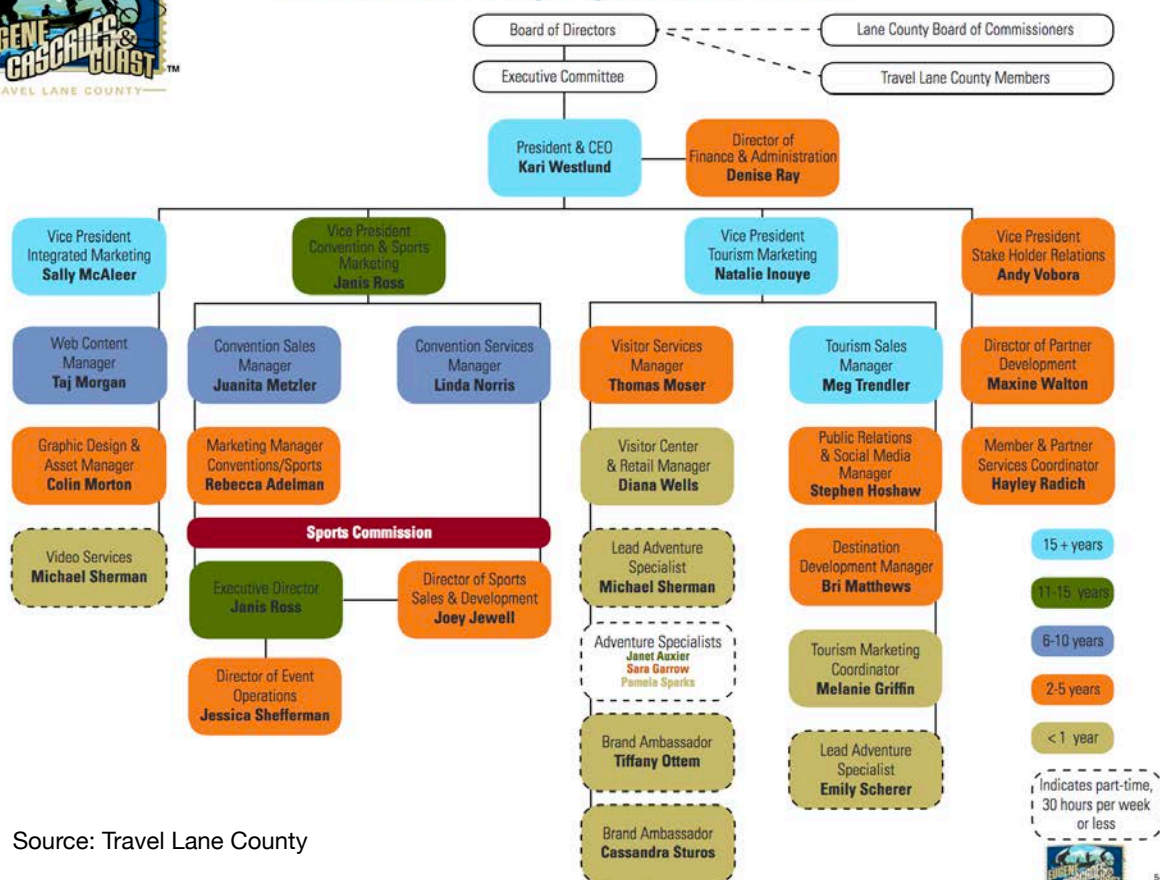 CASCADES &
COAST ™
TRAVEL LANE COUNTY
Board of Directors
Lane County Board of Commissioners
Executive Committee
Travel Lane County Members
President & CEO
Kari Westlund
Director of
Finance & Administration
Denise Ray
Vice President
Integrated Marketing
Sally McAleer
Vice President
Convention & Sports
Marketing
Janis Ross
Vice President
Tourism Marketing
Natalie Inouye
Vice President
Stake Holder Relations
Andy Vobora
Web Content
Manager
Taj Morgan
Convention Sales
Manager
Juanita Metzler
Convention Services
Manager
Linda Norris
Visitor Services
Manager
Thomas Moser
Tourism Sales
Manager
Meg Trendler
Director of Partner
Development
Maxine Walton
Graphic Design &
Asset Manager
Colin Morton
Marketing Manager
Conventions/Sports
Rebecca Adelman
Visitor Center
& Retail Manager
Diana Wells
Public Relations
& Social Media
Manager
Stephen Hoshaw
Member & Partner
Services Coordinator
Hayley Radich
Sports Commission
Video Services
Michael Sherman
Executive Director
Janis Ross
Director of Sports
Sales & Development
Joey Jewell
Lead Adventure
Specialist
Michael Sherman
Destination
Development Manager
Bri Matthews
Adventure Specialists
Janet Auxier
Sara Garrow
Pamela Sparks
Tourism Marketing
Coordinator
Melanie Griffin
Director of Event
Operations
Jessica Shefferman
Brand Ambassador
Tiffany Ottem
Lead Adventure
Specialist
Emily Scherer
Brand Ambassador
Cassandra Sturos
15 + years
11-15 years
6-10 years
2-5 years
< 1 year
Indicates part-time,
30 hours per week
or less
Source: Travel Lane County
5